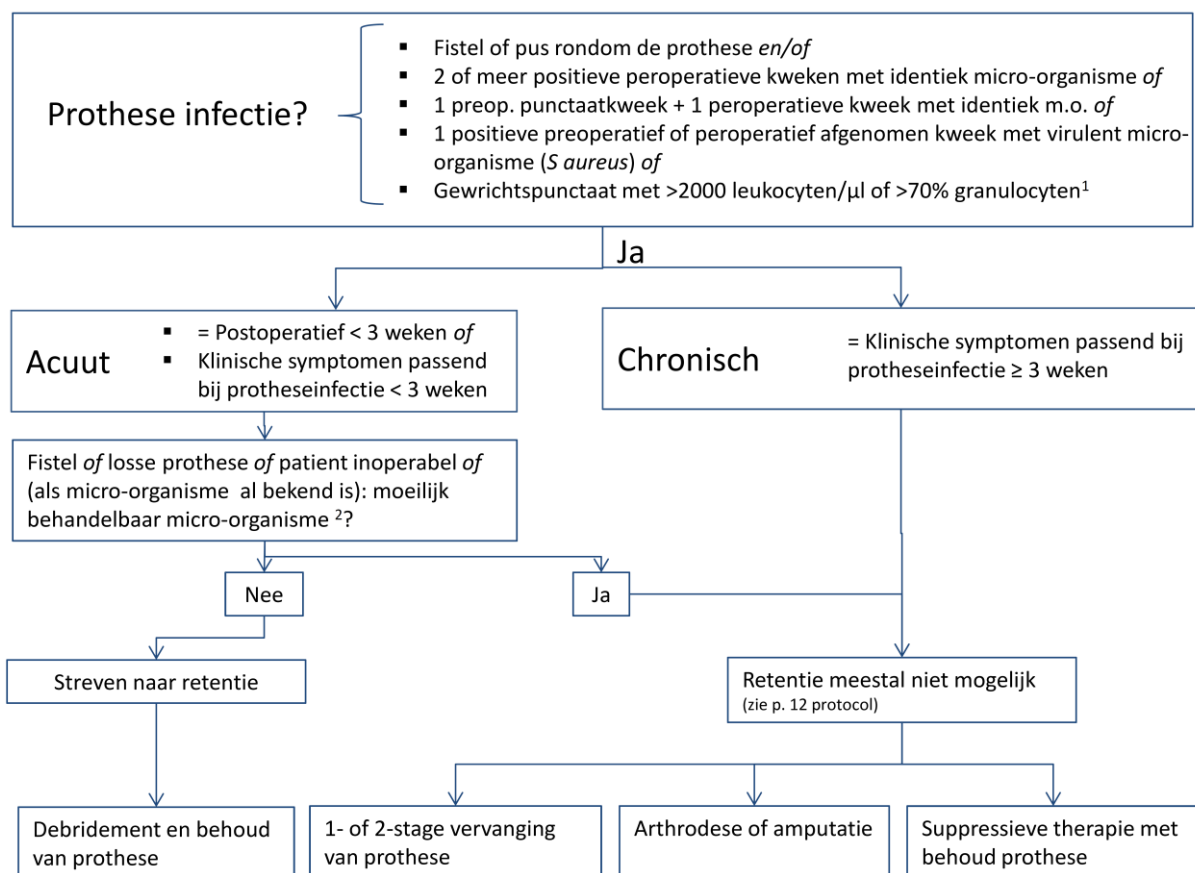 Prothese infectie?
▪ Fistel of pus rondom de prothese en/of
▪ 2 of meer positieve peroperatieve kweken met identiek micro-organisme of
▪ 1 preop. punctaatkweek + 1 peroperatieve kweek met identiek m.o. of
▪ 1 positieve preoperatief of peroperatief afgenomen kweek met virulent micro-
organisme (S aureus) of
▪ Gewrichtspunctaat met >2000 leukocyten/µl of >70% granulocyten¹
Ja
Acuut
▪ = Postoperatief < 3 weken of
▪ Klinische symptomen passend
bij protheseinfectie < 3 weken
Chronisch
= Klinische symptomen passend bij
protheseinfectie ≥ 3 weken
Fistel of losse prothese of patient inoperabel of
(als micro-organisme al bekend is): moeilijk
behandelbaar micro-organisme ²?
Nee
Ja
Streven naar retentie
Retentie meestal niet mogelijk
(zie p. 12 protocol)
Debridement en behoud
van prothese
1- of 2-stage vervanging
van prothese
Arthrodese of amputatie
Suppressieve therapie met
behoud prothese